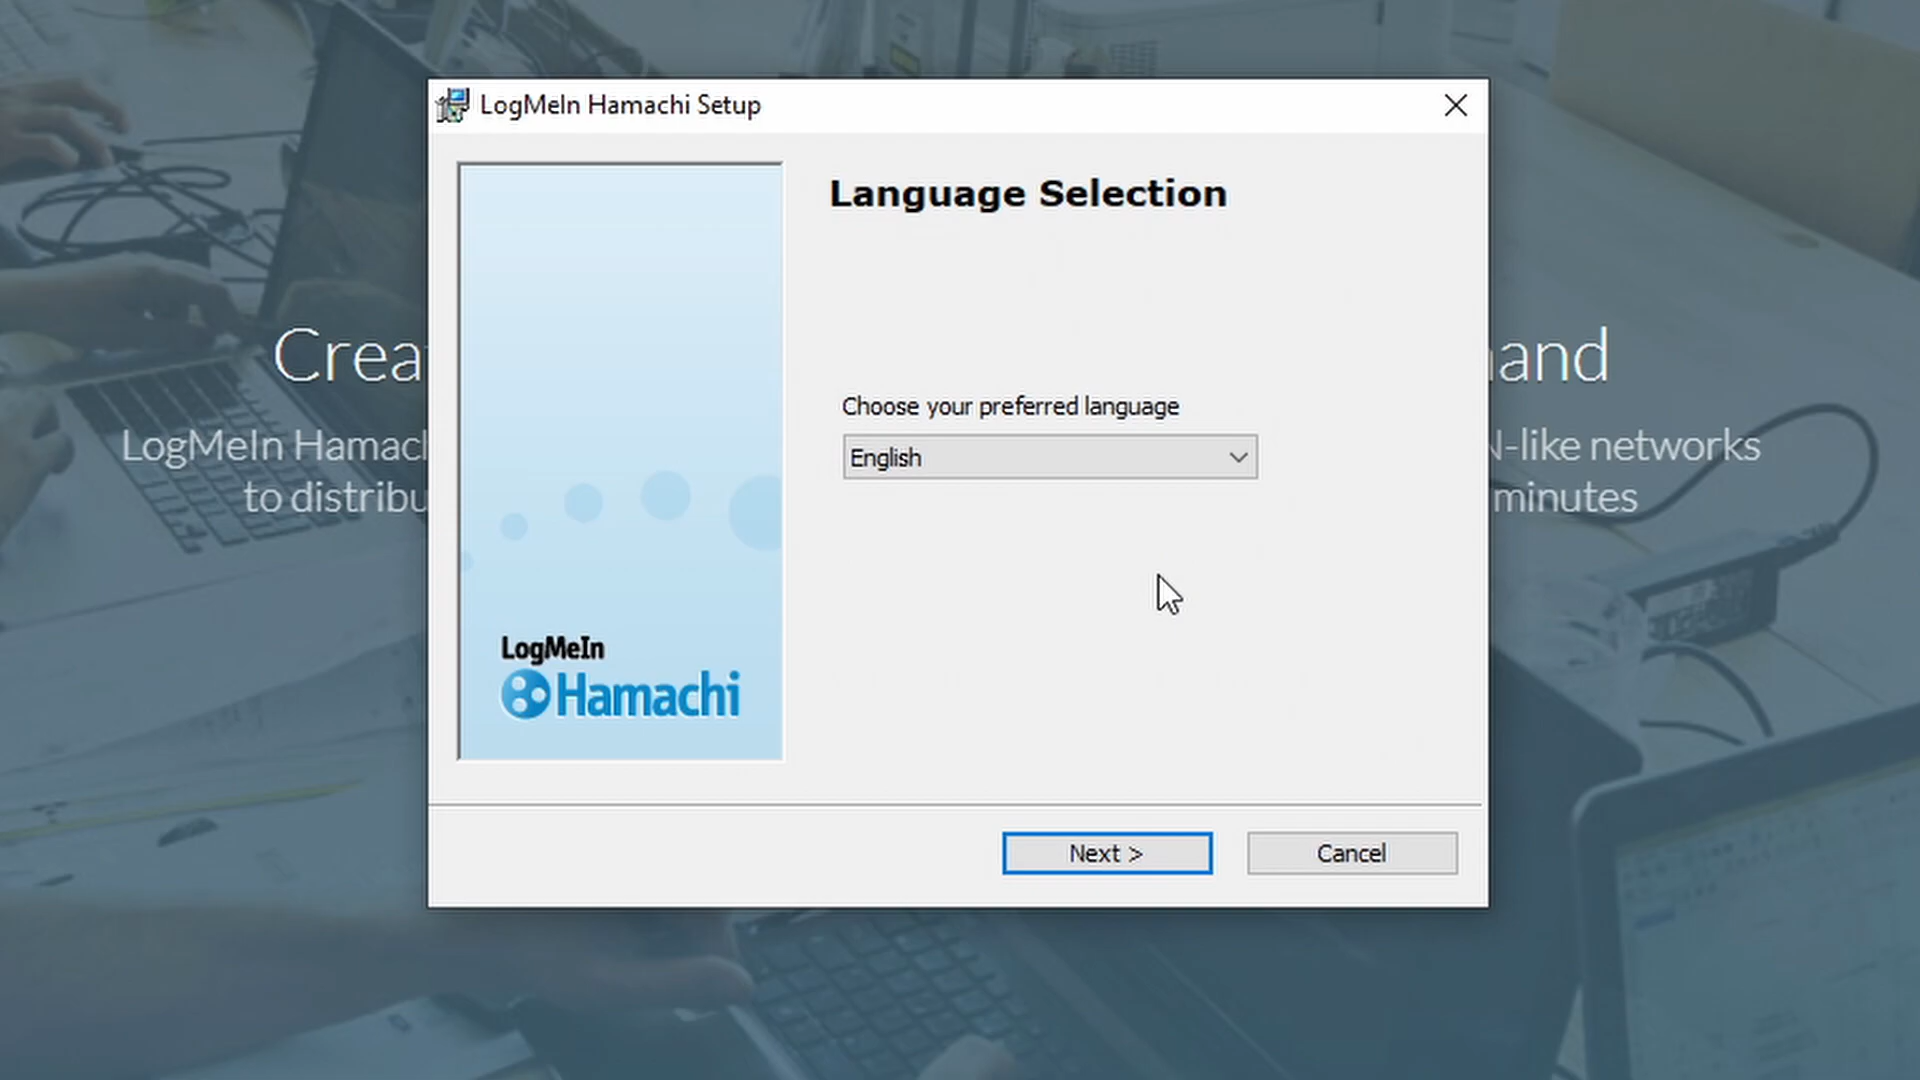 LogMeIn Hamachi Setup
Language Selection
Choose your preferred language
English
LogMeIn
Hamachi
Next >
Cancel
Crea
and
LogMeIn Hamach
N-like networks
to distribu
minutes